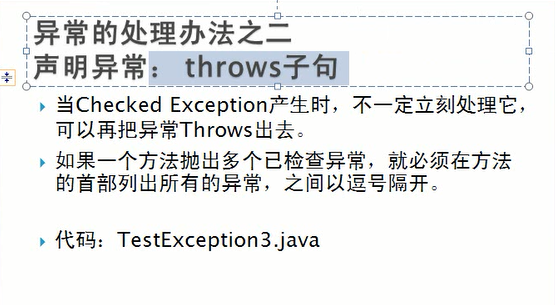 异常的处理办法之二
声明异常： throws子句
当Checked Exception产生时，不一定立刻处理它，
可以再把异常Throws出去。
如果一个方法抛出多个已检查异常，就必须在方法
的首部列出所有的异常，之间以逗号隔开。
代码：TestException3.java